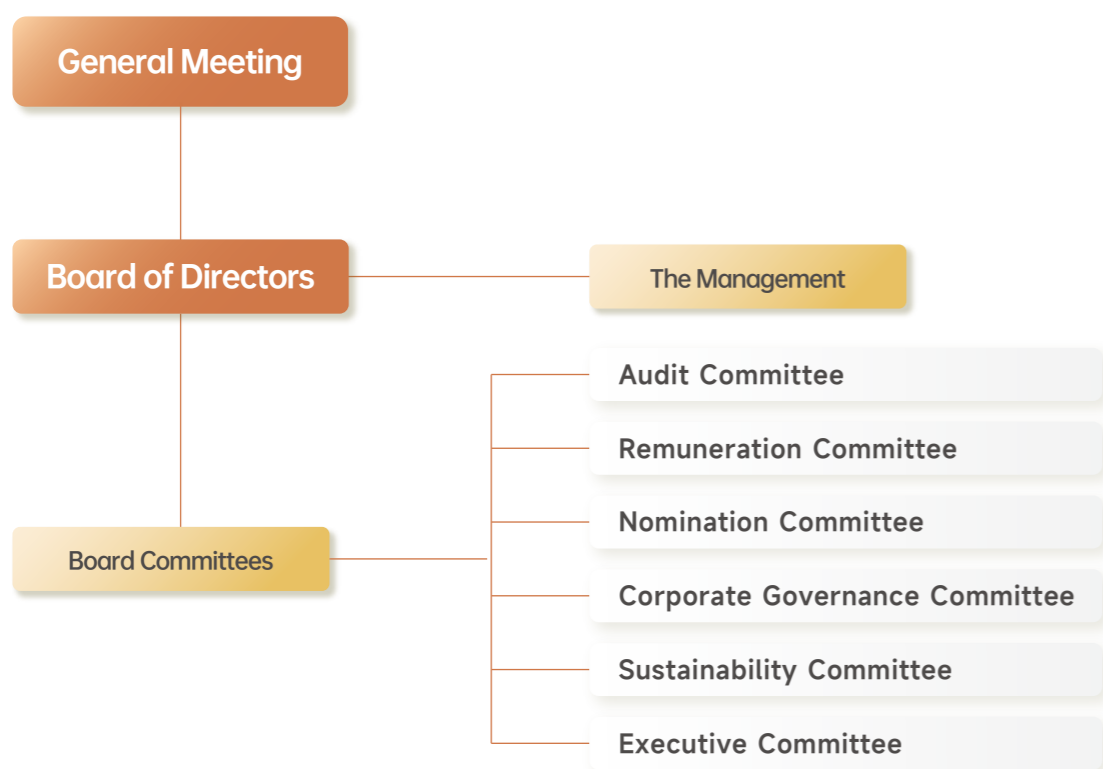 General Meeting
Board of Directors
The Management
Audit Committee
Remuneration Committee
Nomination Committee
Board Committees
Corporate Governance Committee
Sustainability Committee
Executive Committee